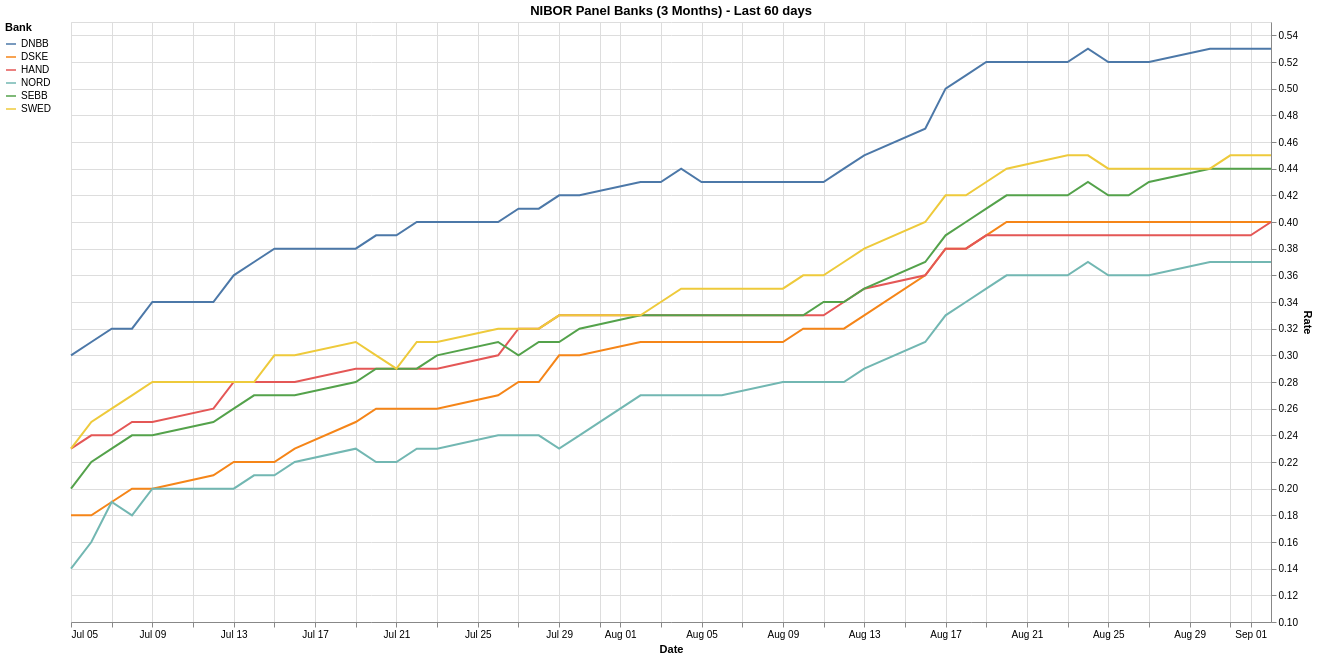 NIBOR Panel Banks (3 Months) - Last 60 days
Bank
DNBB
DSKE
HAND
NORD
SEBB
SWED
0.54
0.52
0.50
0.48
0.46
0.44
0.42
0.40
0.38
0.36
0.34
0.32
0.30
0.28
0.26
0.24
0.22
0.20
0.18
0.16
0.14
0.12
0.10
Rate
Jul 05 Jul 09 Jul 13 Jul 17 Jul 21 Jul 25 Jul 29 Aug 01 Aug 05 Aug 09 Aug 13 Aug 17 Aug 21 Aug 25 Aug 29 Sep 01
Date